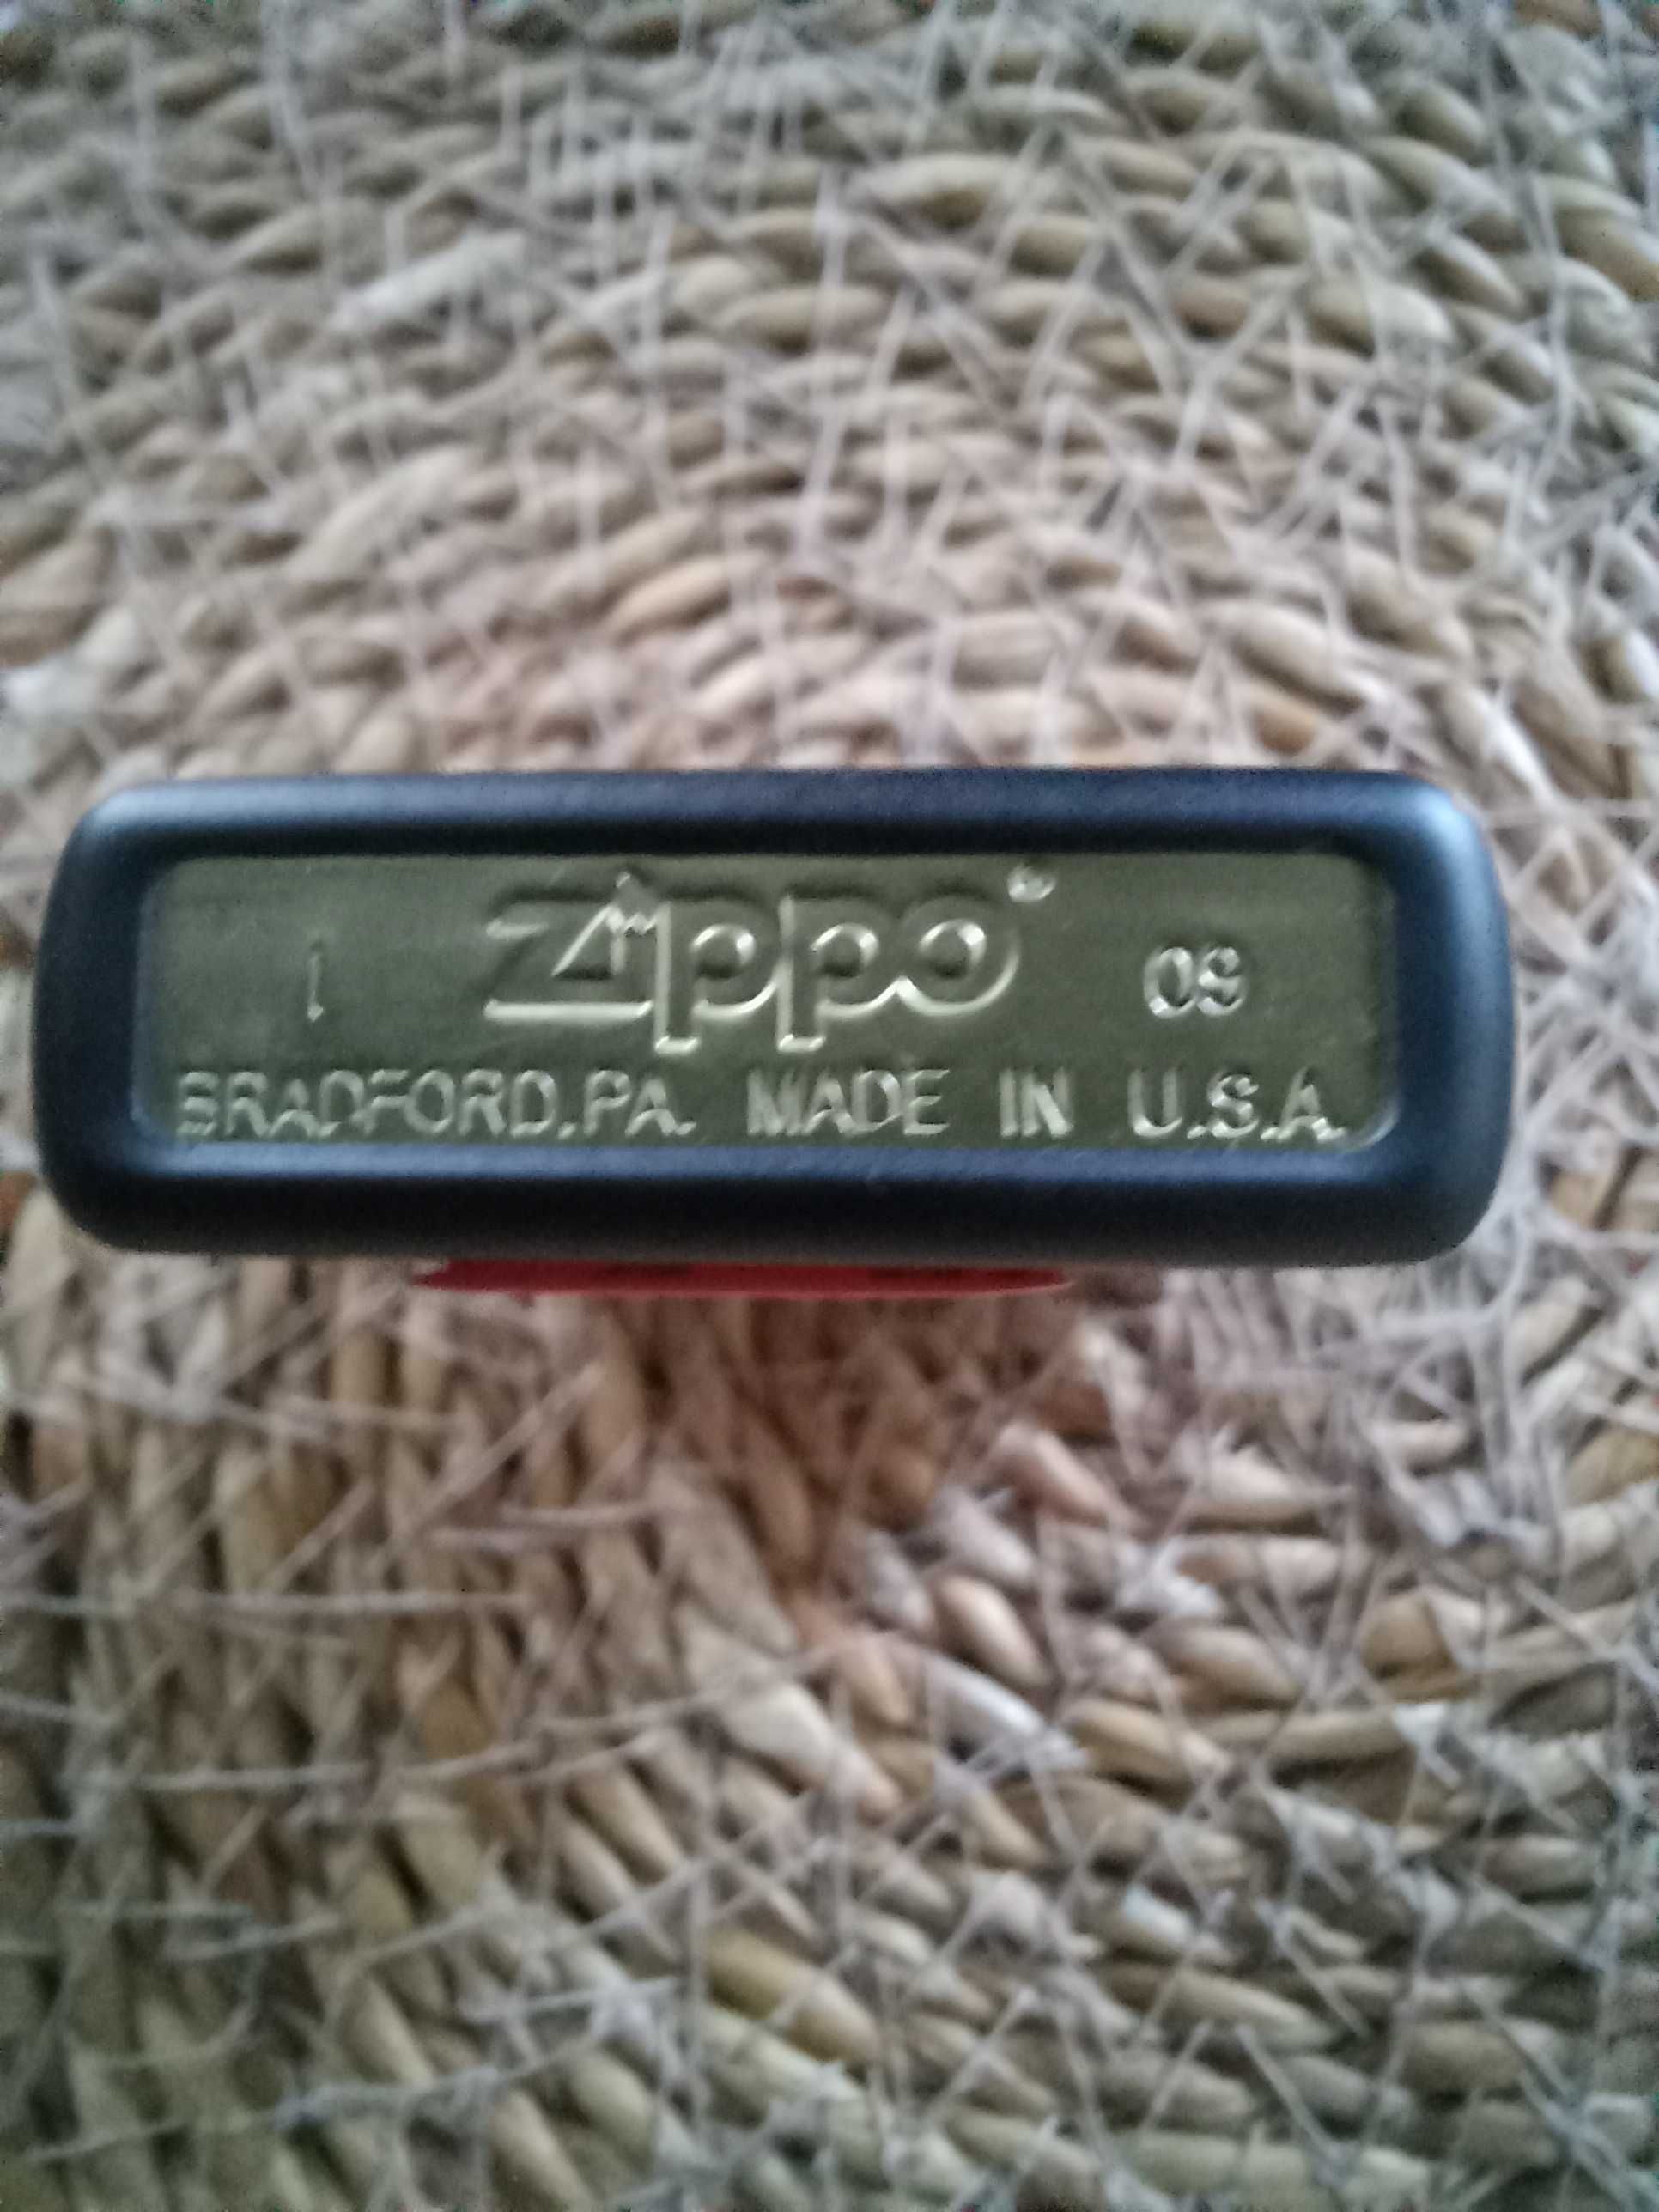 I Zippo ® 09
BRADFORD,PA. MADE IN U.S.A.